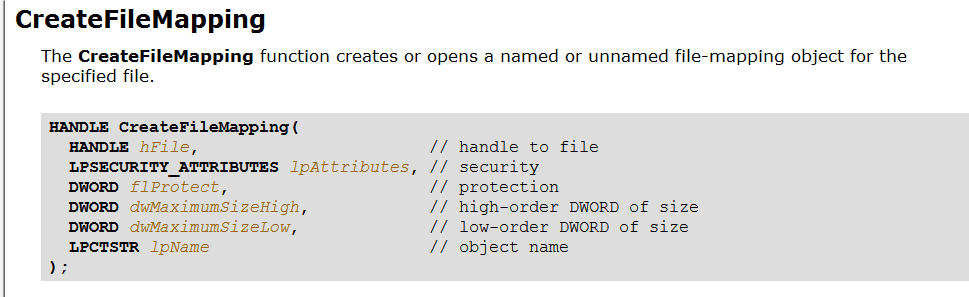 CreateFileMapping
The CreateFileMapping function creates or opens a named or unnamed file-mapping object for the
specified file.
HANDLE CreateFileMapping(
  HANDLE hFile,                       // handle to file
  LPSECURITY_ATTRIBUTES lpAttributes, // security
  DWORD flProtect,                    // protection
  DWORD dwMaximumSizeHigh,            // high-order DWORD of size
  DWORD dwMaximumSizeLow,             // low-order DWORD of size
  LPCTSTR lpName                      // object name
);